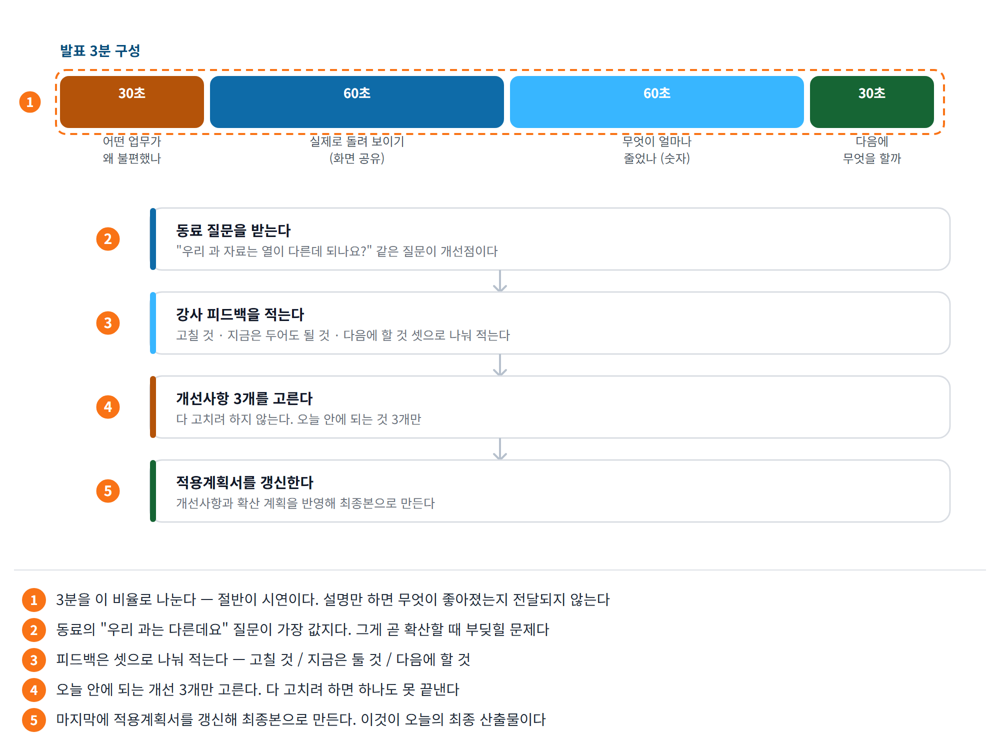 발표 3분 구성
1
30초
60초
60초
30초
어떤 업무가
왜 불편했나
실제로 돌려 보이기
(화면 공유)
무엇이 얼마나
줄었나 (숫자)
다음에
무엇을 할까
2
동료 질문을 받는다
"우리 과 자료는 열이 다른데 되나요?" 같은 질문이 개선점이다
3
강사 피드백을 적는다
고칠 것 · 지금은 두어도 될 것 · 다음에 할 것 셋으로 나눠 적는다
4
개선사항 3개를 고른다
다 고치려 하지 않는다. 오늘 안에 되는 것 3개만
5
적용계획서를 갱신한다
개선사항과 확산 계획을 반영해 최종본으로 만든다
1 3분을 이 비율로 나눈다 — 절반이 시연이다. 설명만 하면 무엇이 좋아졌는지 전달되지 않는다
2 동료의 "우리 과는 다른데요" 질문이 가장 값지다. 그게 곧 확산할 때 부딪힐 문제다
3 피드백은 셋으로 나눠 적는다 — 고칠 것 / 지금은 둘 것 / 다음에 할 것
4 오늘 안에 되는 개선 3개만 고른다. 다 고치려 하면 하나도 못 끝낸다
5 마지막에 적용계획서를 갱신해 최종본으로 만든다. 이것이 오늘의 최종 산출물이다